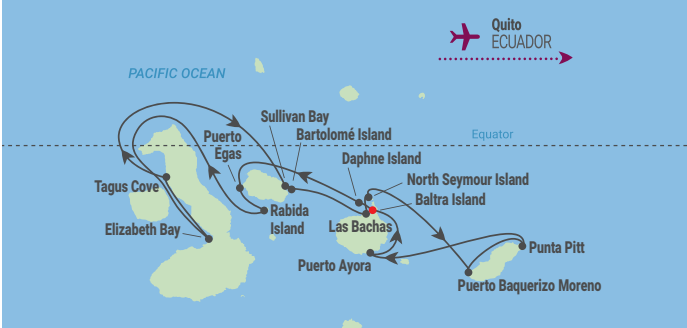 Quito
ECUADOR
PACIFIC OCEAN
Equator
Sullivan Bay
Bartolomé Island
Puerto
Egas
Daphne Island
North Seymour Island
Tagus Cove
Baltra Island
Rabida
Island
Las Bachas
Elizabeth Bay
Punta Pitt
Puerto Ayora
Puerto Baquerizo Moreno